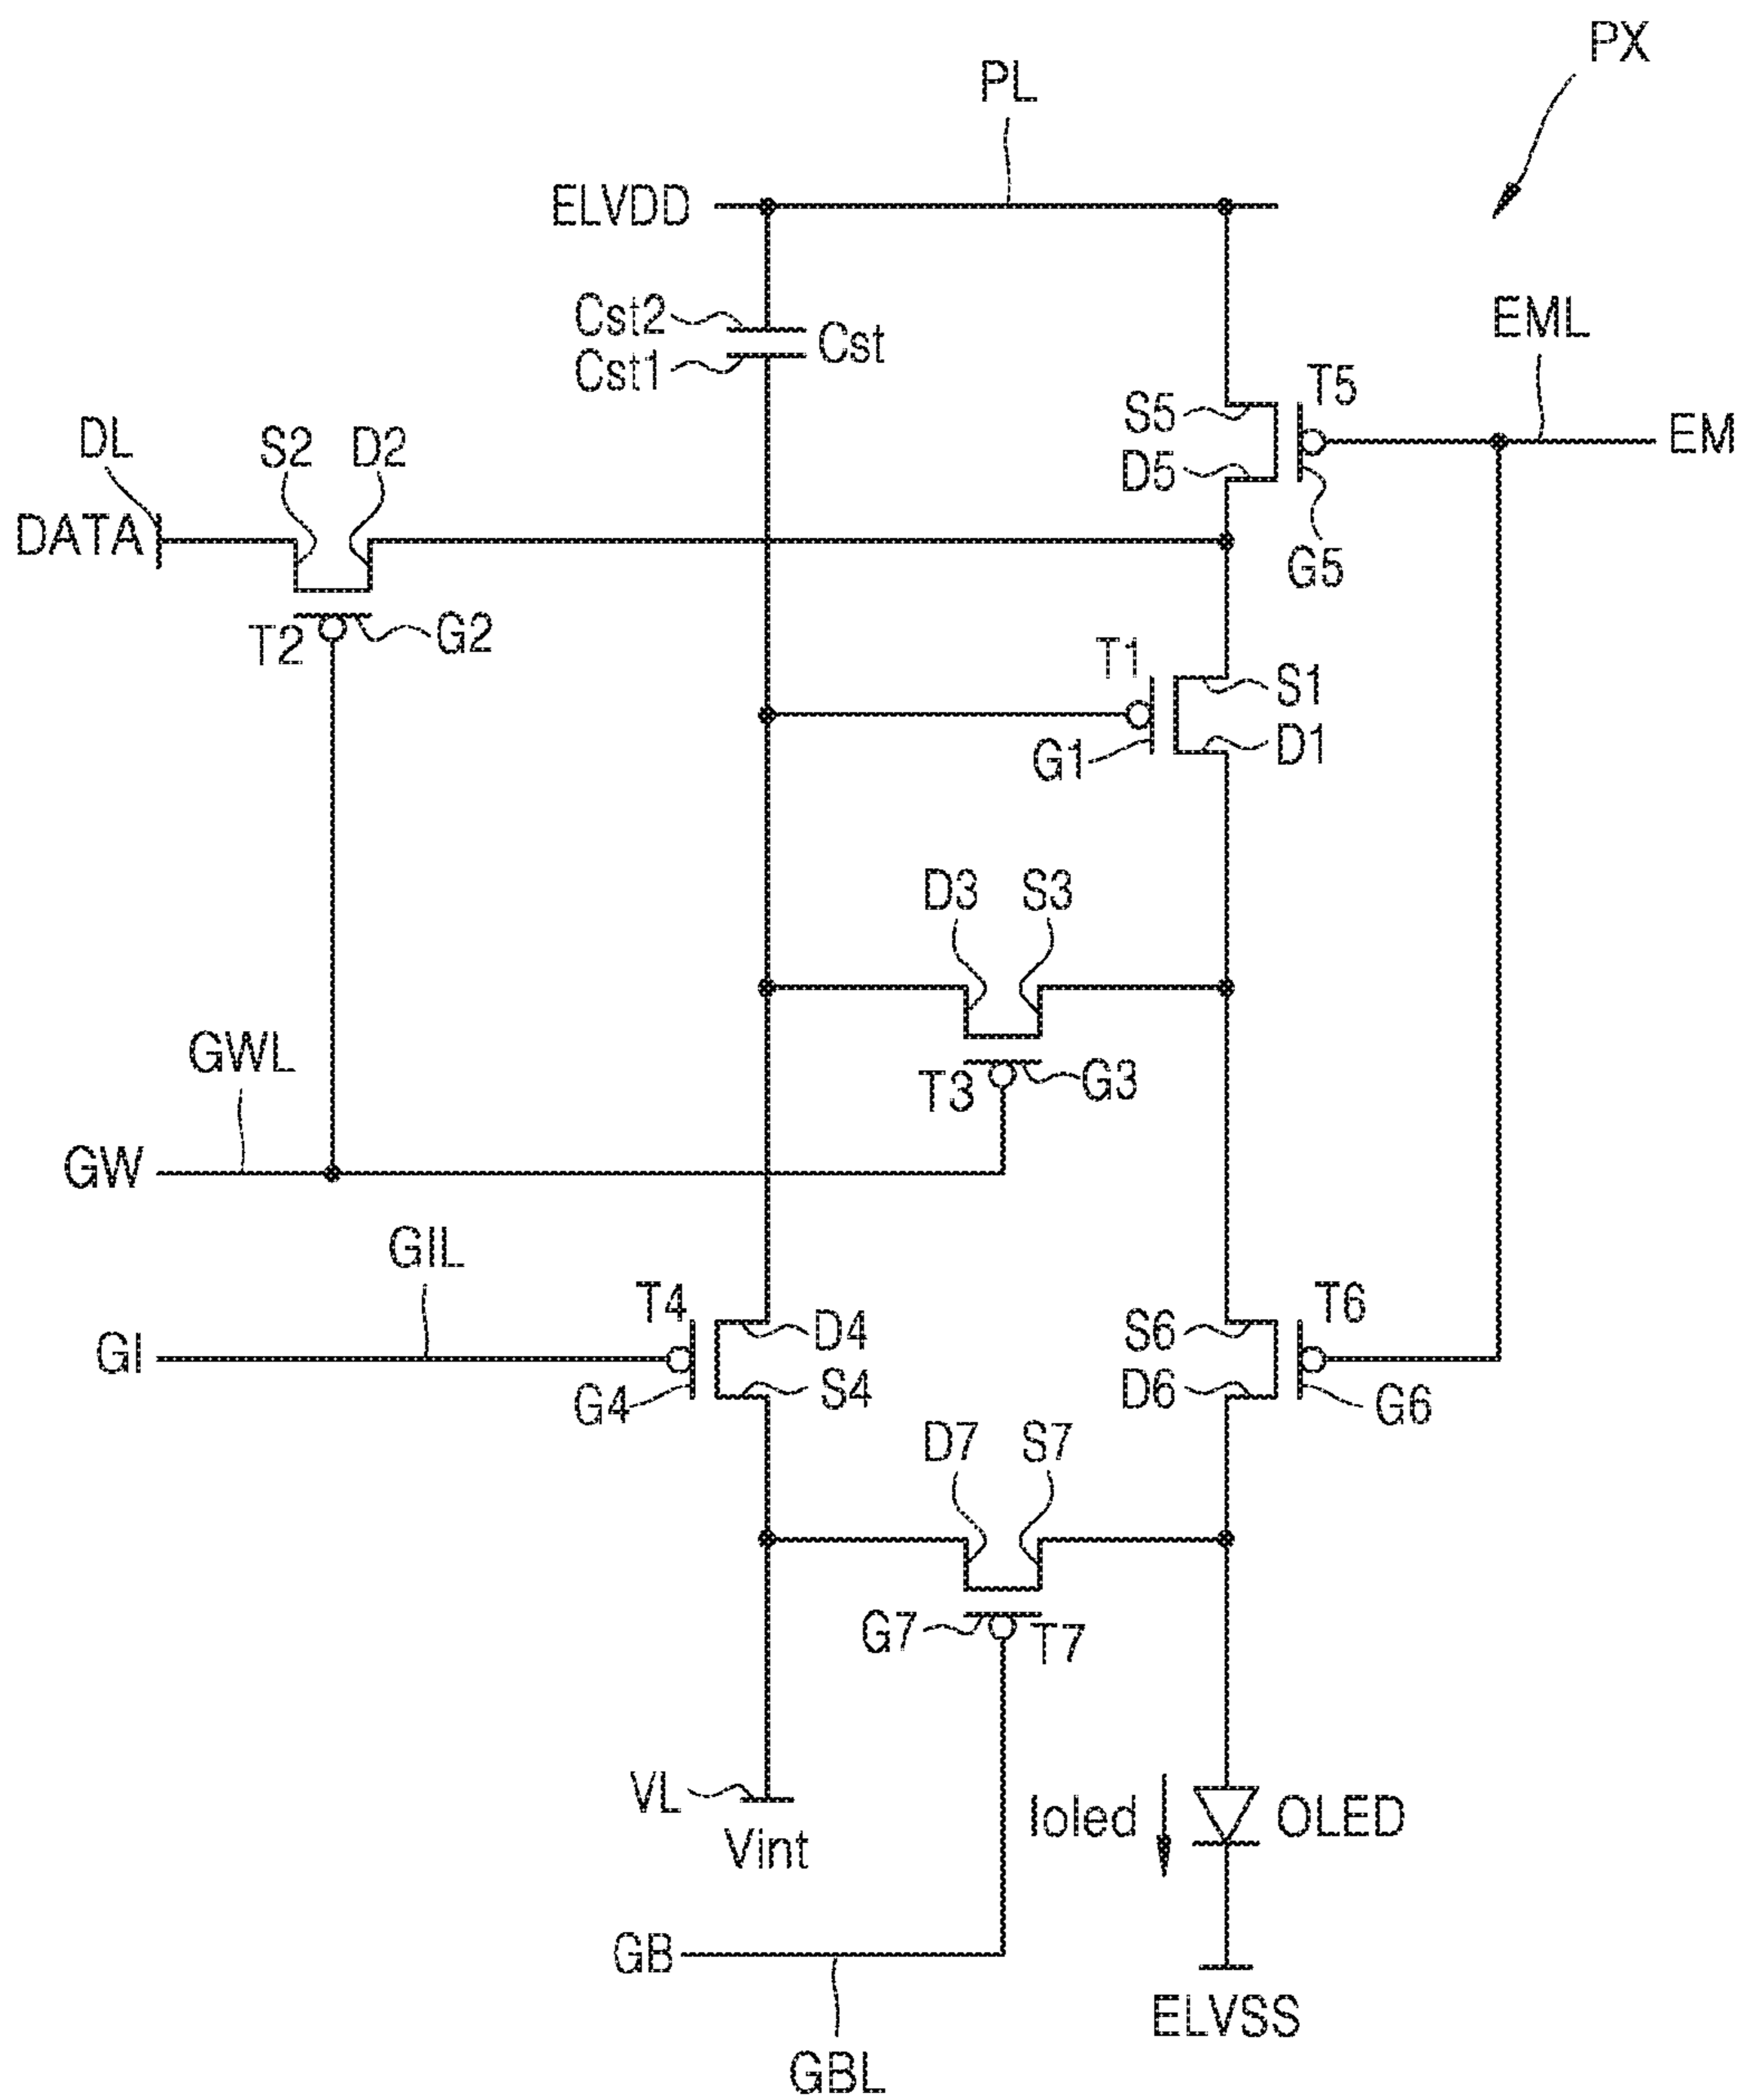 PX
PL
ELVDD
Cst2
Cst
Cst1
EML
T5
S5
EM
D5
G5
DL
S2 D2
DATA
T2
G2
T1
S1
G1
D1
D3 S3
GWL
T3
G3
GW
GIL
T4
D4
GI
S4
G4
S6
T6
D6
G6
D7 S7
G7
T7
VL
Vint
Ioled
OLED
GB
ELVSS
GBL